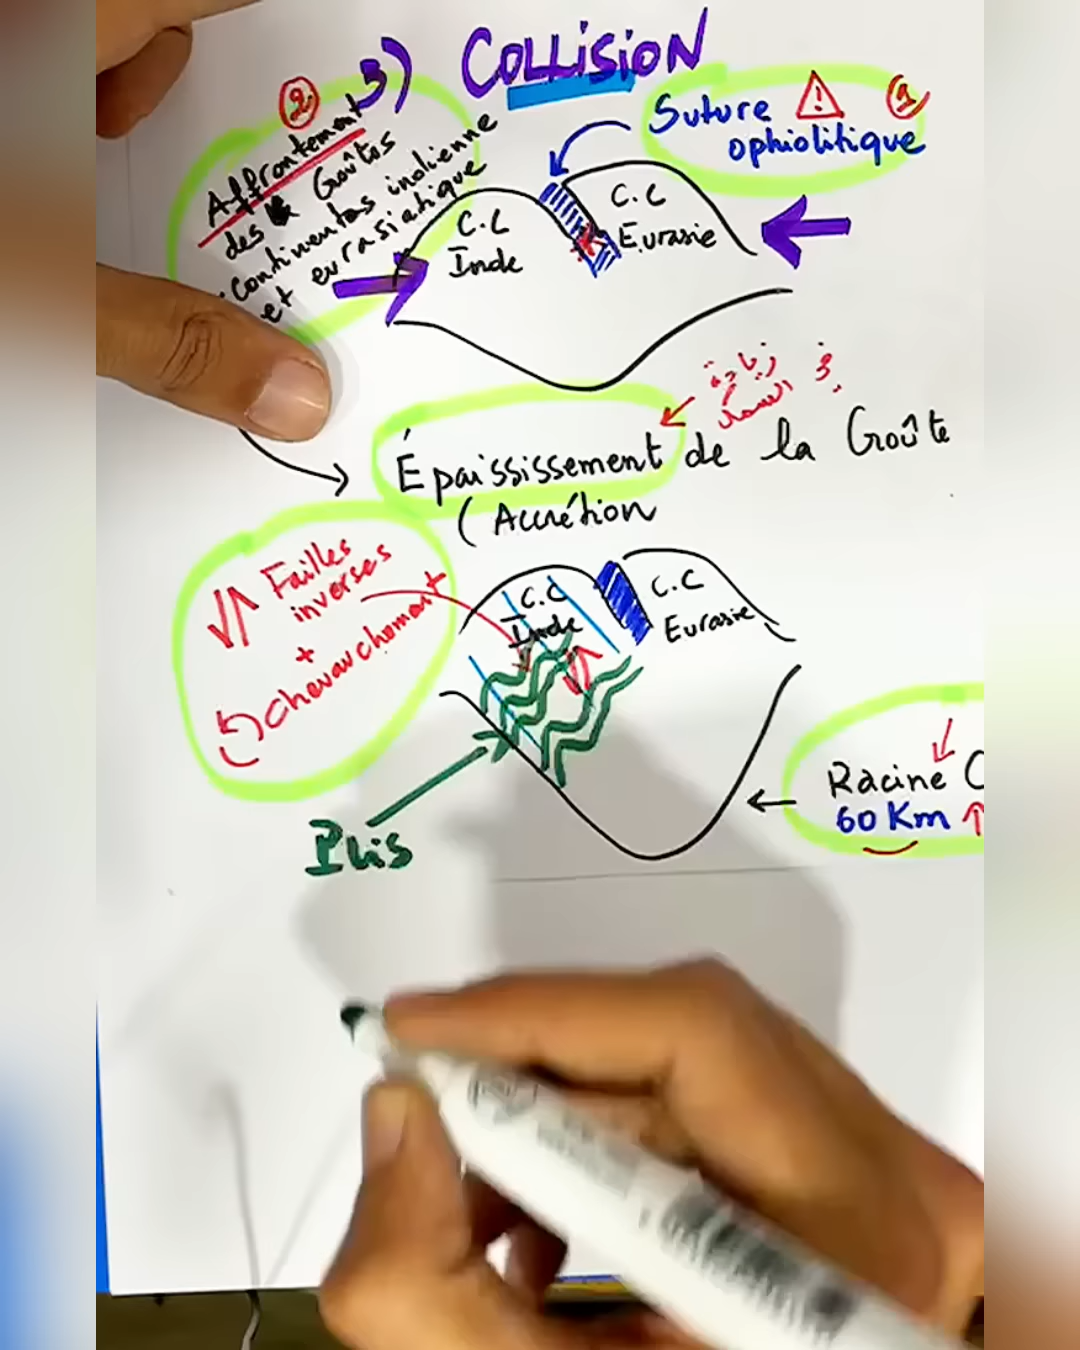 3) COLLISION
Suture ⚠ 1
ophiolitique
2
Affrontement
des Croûtes
continentas indienne
et eurasiatique
C.C
Inde
C.C
Eurasie
زيادة في
السمك
Épaississement de la Croûte
(Accrétion
Failles
inverses
+
chevauchement
C.C
Inde
C.C
Eurasie
Racine C
60 Km ↑
Plis